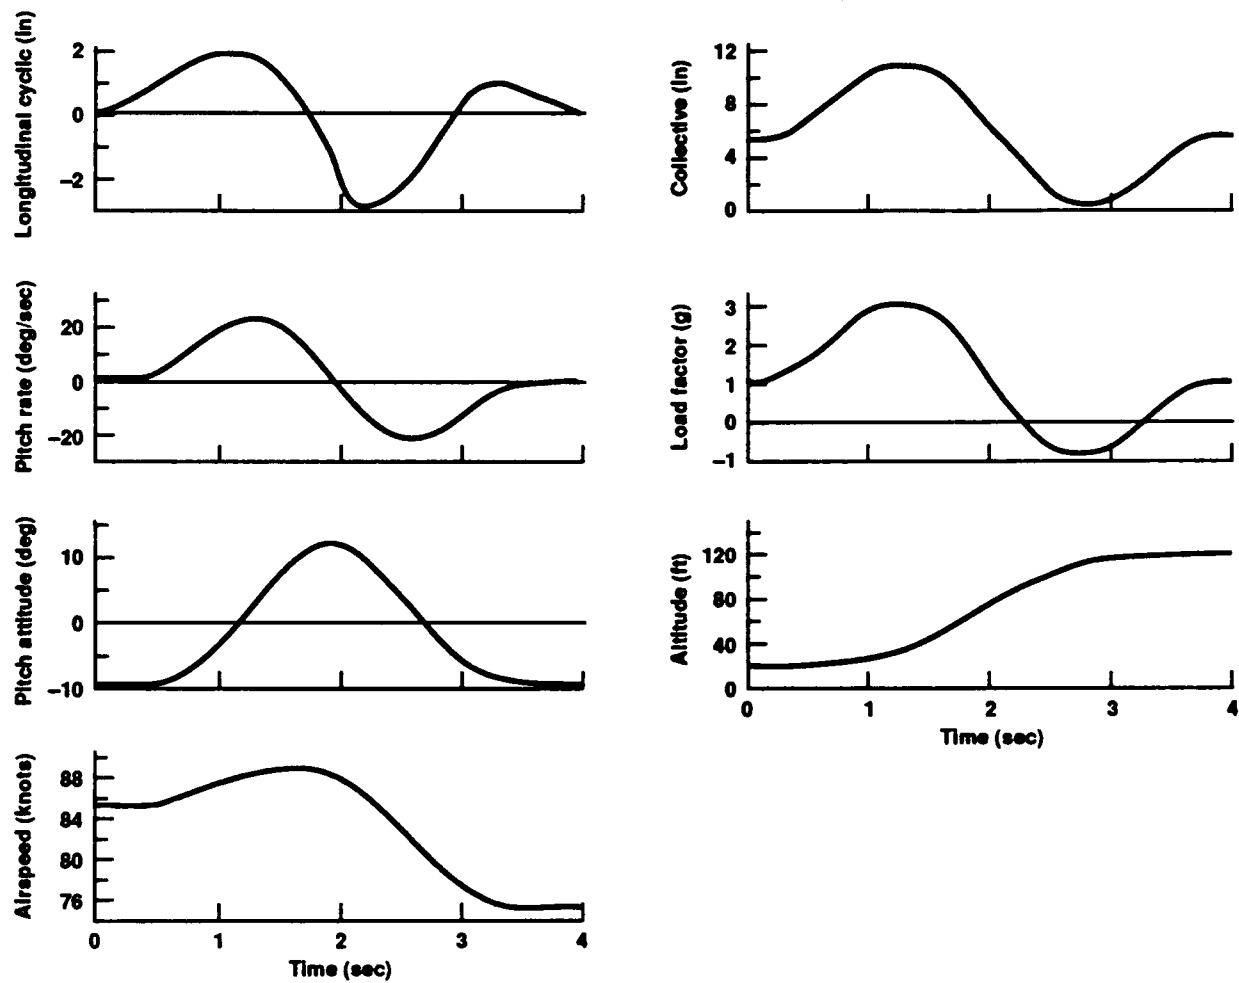 Longitudinal cyclic (in)
2
0
−2
Collective (in)
12
8
4
0
Pitch rate (deg/sec)
20
0
−20
Load factor (g)
3
2
1
0
−1
Pitch attitude (deg)
10
0
−10
Altitude (ft)
120
80
40
0
0 1 2 3 4
Time (sec)
Airspeed (knots)
88
84
80
76
0 1 2 3 4
Time (sec)